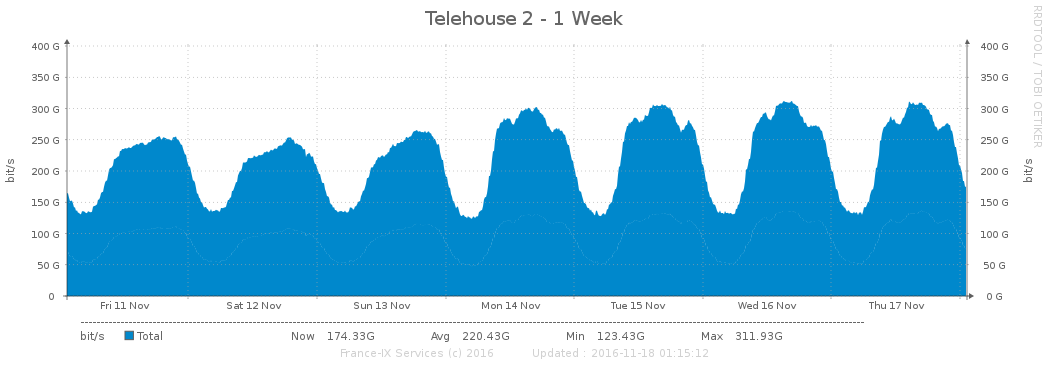 Telehouse 2 - 1 Week
RRDTOOL / TOBI OETIKER
bit/s
400 G
350 G
300 G
250 G
200 G
150 G
100 G
50 G
0
400 G
350 G
300 G
250 G
200 G
150 G
100 G
50 G
0 G
bit/s
Fri 11 Nov Sat 12 Nov Sun 13 Nov Mon 14 Nov Tue 15 Nov Wed 16 Nov Thu 17 Nov
bit/s Total Now 174.33G Avg 220.43G Min 123.43G Max 311.93G
France-IX Services (c) 2016 Updated : 2016-11-18 01:15:12